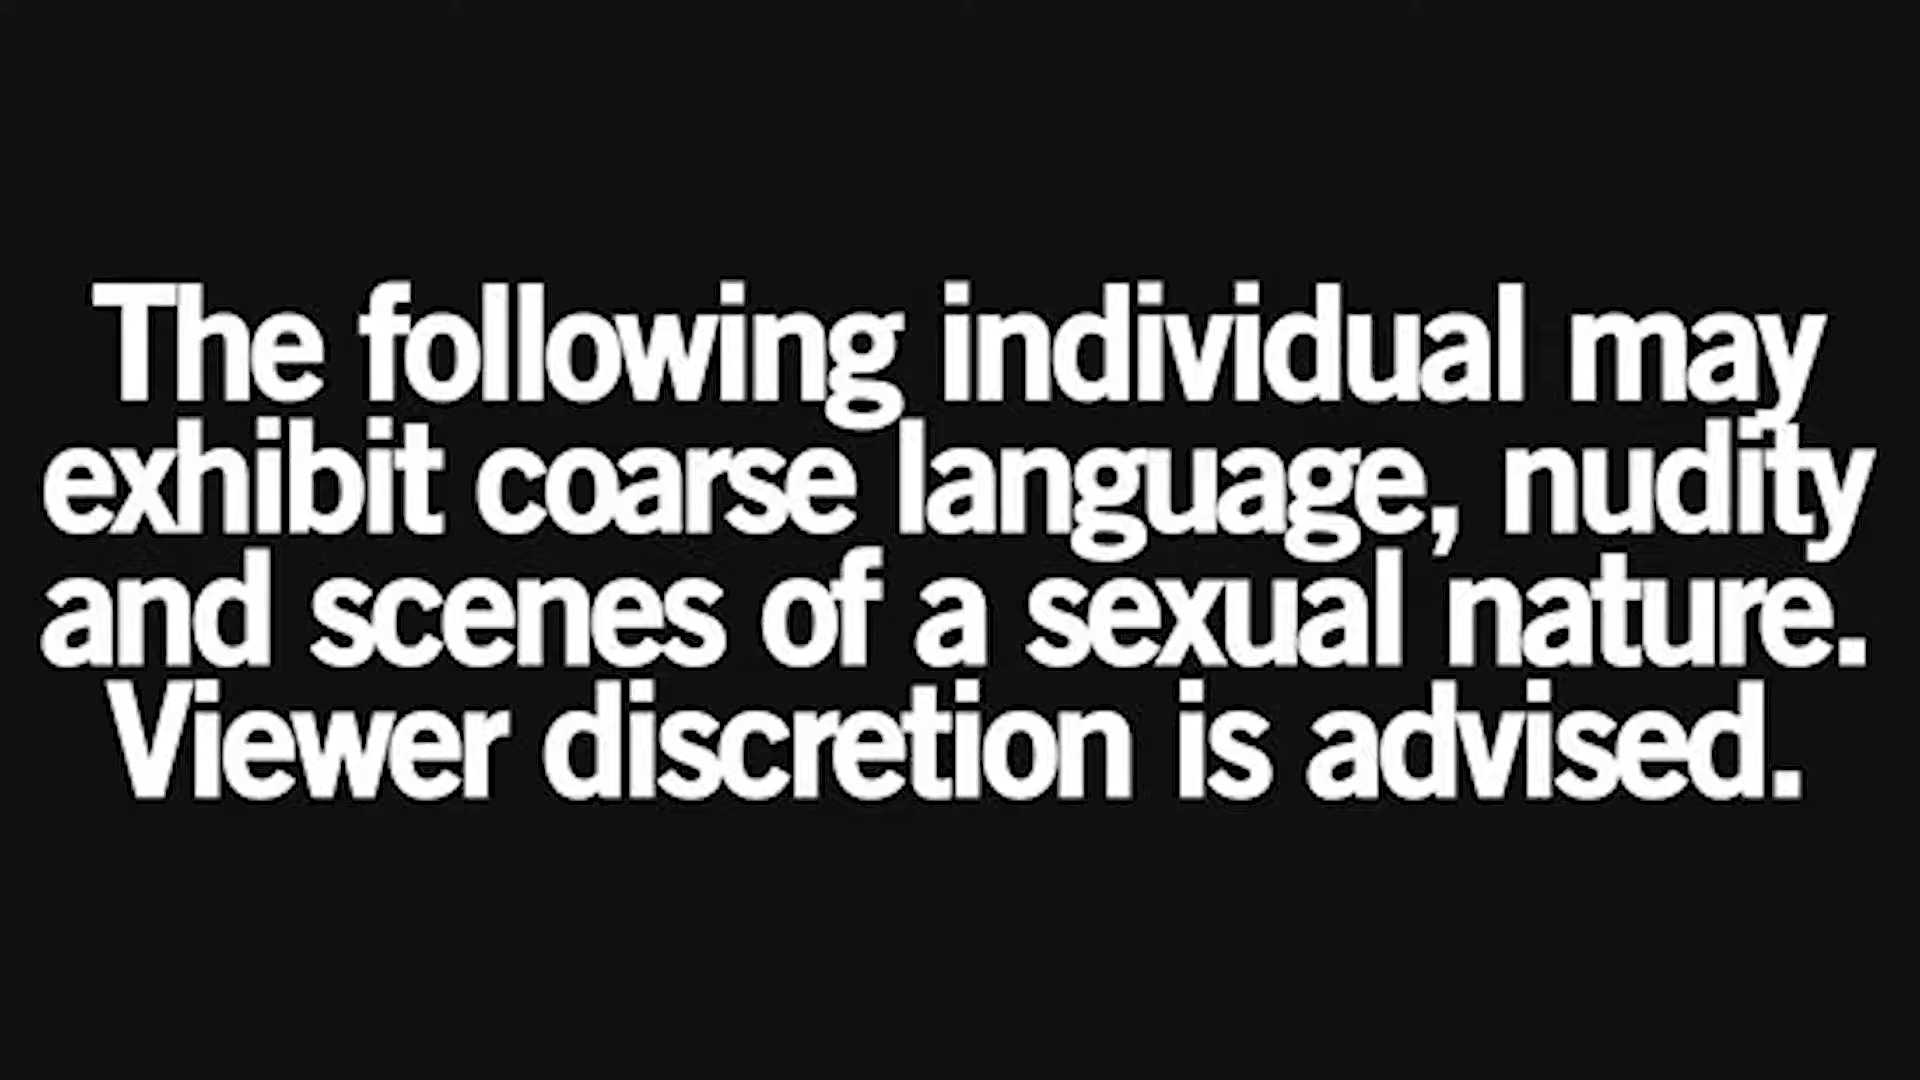 The following individual may
exhibit coarse language, nudity
and scenes of a sexual nature.
Viewer discretion is advised.